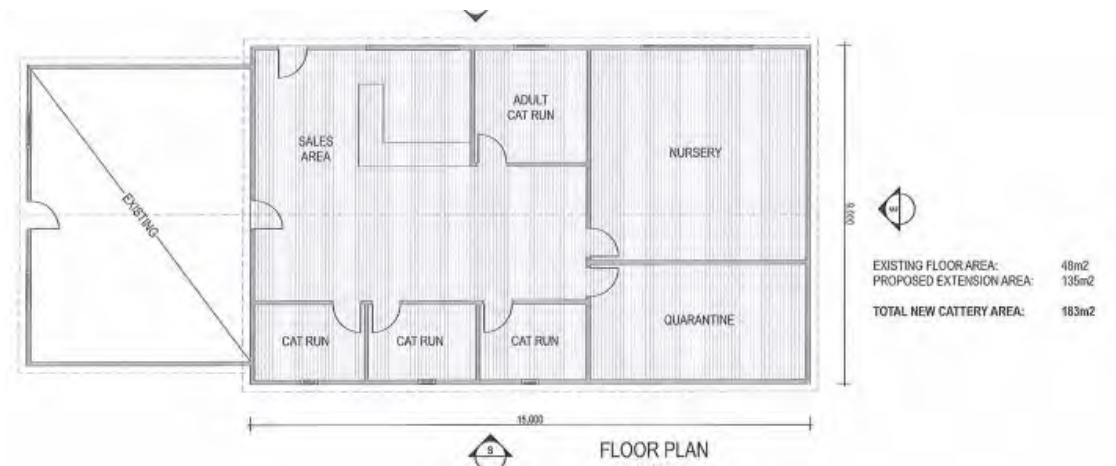 ADULT
CAT RUN
SALES
AREA
NURSERY
EXISTING
9,000
EXISTING FLOOR AREA: 48m2
PROPOSED EXTENSION AREA: 135m2
TOTAL NEW CATTERY AREA: 183m2
CAT RUN
CAT RUN
CAT RUN
QUARANTINE
15,000
S
FLOOR PLAN